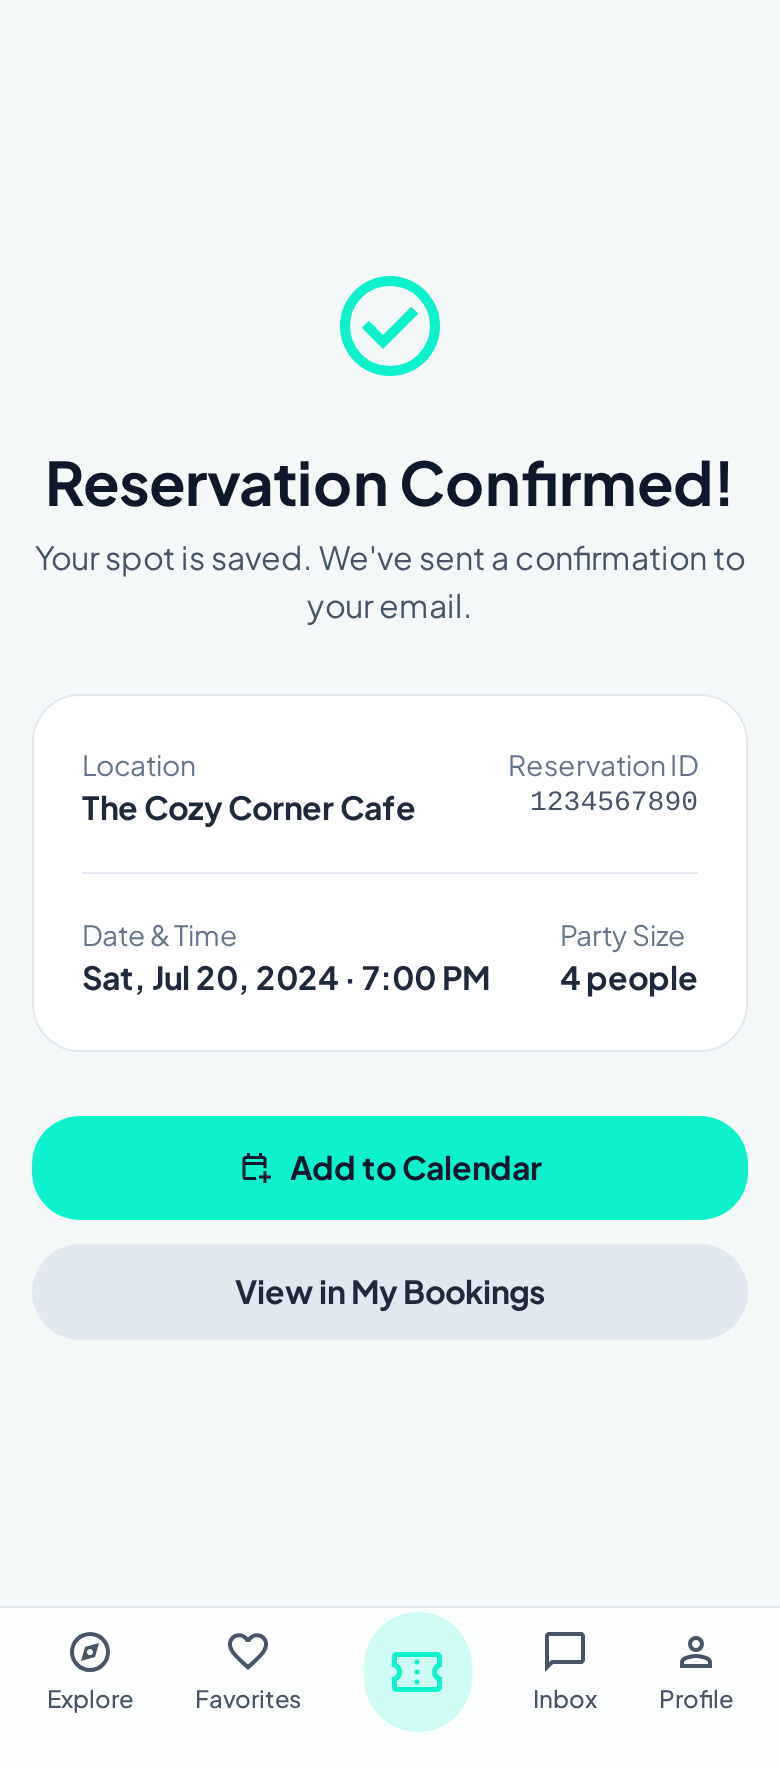 Reservation Confirmed!
Your spot is saved. We've sent a confirmation to
your email.
Location
The Cozy Corner Cafe
Reservation ID
1234567890
Date & Time
Sat, Jul 20, 2024 · 7:00 PM
Party Size
4 people
Add to Calendar
View in My Bookings
Explore
Favorites
Inbox
Profile